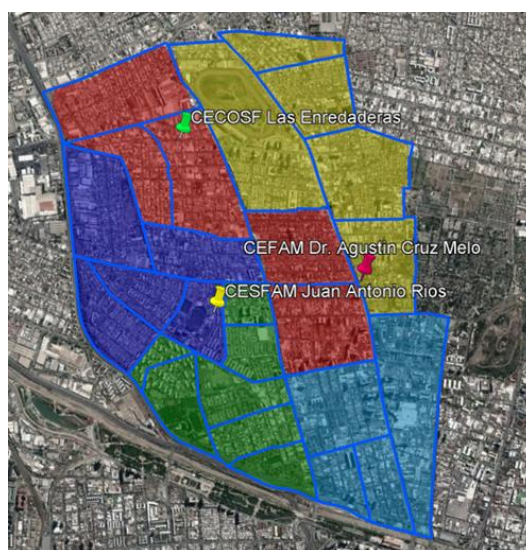 CECOSF Las Enredaderas
CEFAM Dr. Agustin Cruz Melo
CESFAM Juan Antonio Rios